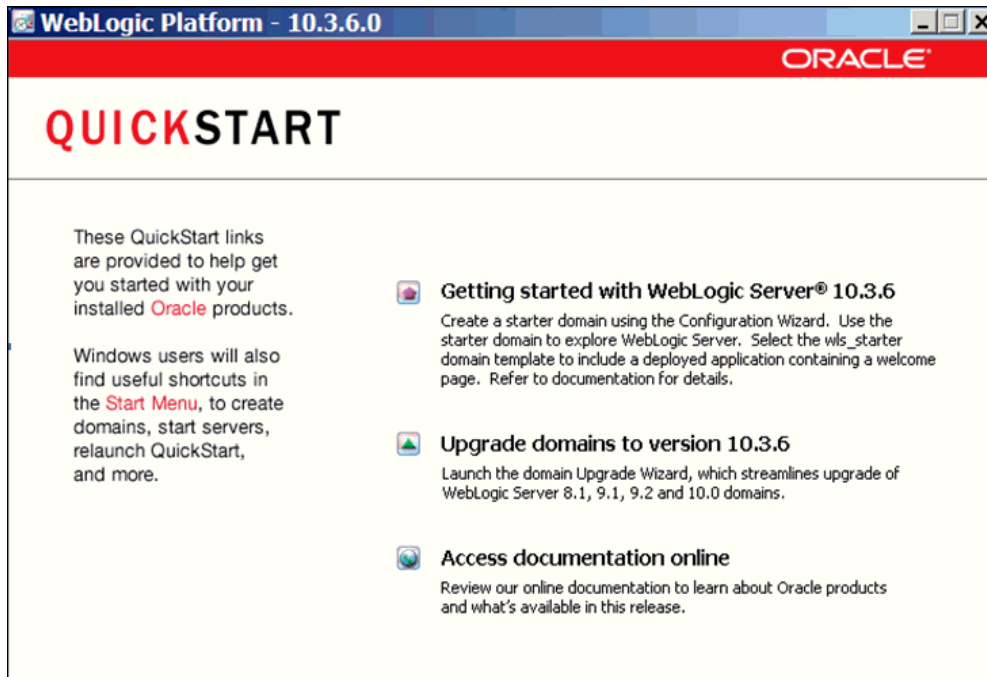 WebLogic Platform - 10.3.6.0
ORACLE
QUICKSTART
These QuickStart links
are provided to help get
you started with your
installed Oracle products.
Windows users will also
find useful shortcuts in
the Start Menu, to create
domains, start servers,
relaunch QuickStart,
and more.
Getting started with WebLogic Server® 10.3.6
Create a starter domain using the Configuration Wizard.  Use the
starter domain to explore WebLogic Server.  Select the wls_starter
domain template to include a deployed application containing a welcome
page.  Refer to documentation for details.
Upgrade domains to version 10.3.6
Launch the domain Upgrade Wizard, which streamlines upgrade of
WebLogic Server 8.1, 9.1, 9.2 and 10.0 domains.
Access documentation online
Review our online documentation to learn about Oracle products
and what's available in this release.